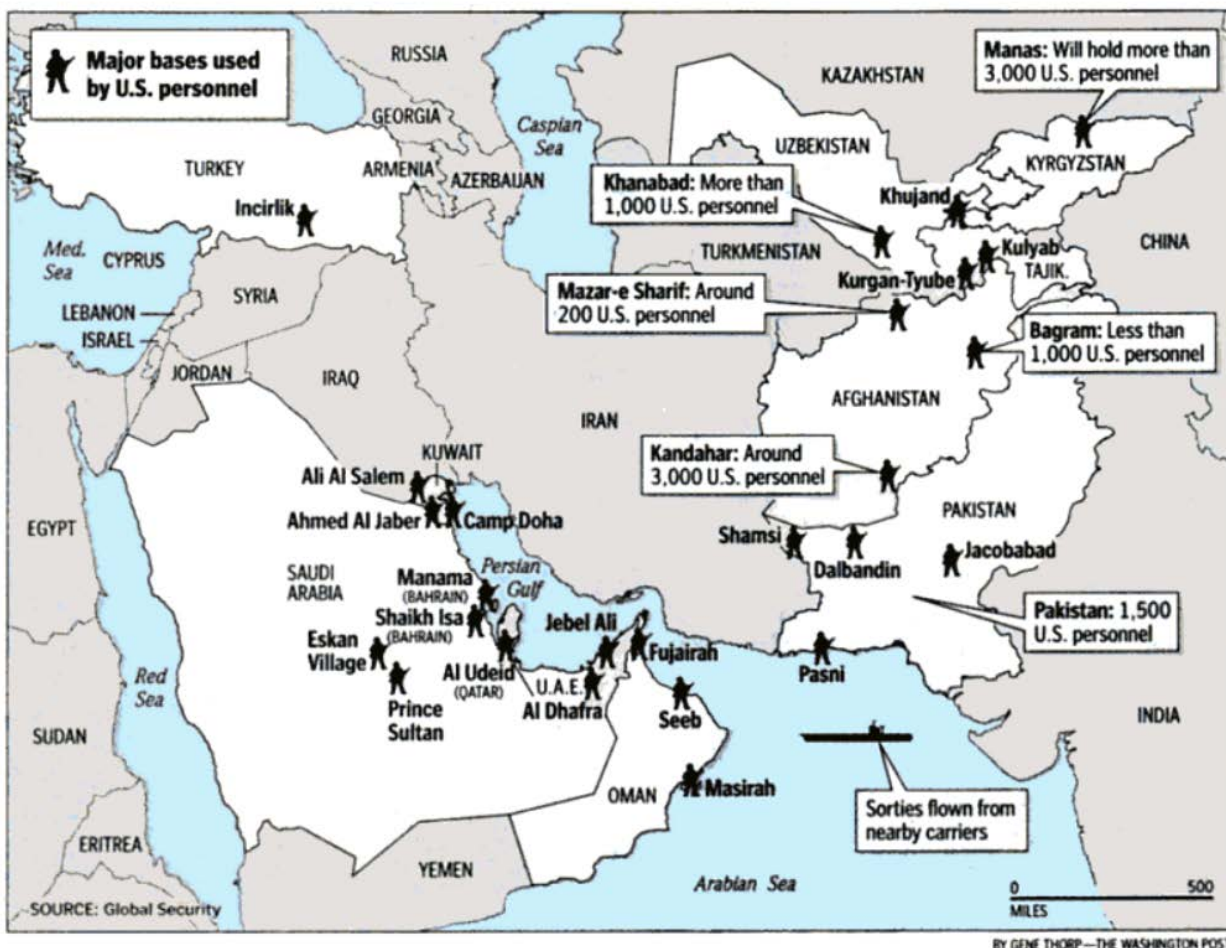 Major bases used
by U.S. personnel
RUSSIA
GEORGIA
ARMENIA
AZERBAIJAN
Caspian
Sea
KAZAKHSTAN
Manas: Will hold more than
3,000 U.S. personnel
UZBEKISTAN
KYRGYZSTAN
TURKEY
Incirlik
Khanabad: More than
1,000 U.S. personnel
Khujand
Med.
Sea
CYPRUS
TURKMENISTAN
Kulyab
TAJIK.
CHINA
Kurgan-Tyube
SYRIA
LEBANON
ISRAEL
Mazar-e Sharif: Around
200 U.S. personnel
Bagram: Less than
1,000 U.S. personnel
JORDAN
IRAQ
IRAN
AFGHANISTAN
KUWAIT
Ali Al Salem
Ahmed Al Jaber
Camp Doha
Kandahar: Around
3,000 U.S. personnel
EGYPT
PAKISTAN
Shamsi
Dalbandin
Jacobabad
SAUDI
ARABIA
Persian
Gulf
Manama
(BAHRAIN)
Shaikh Isa
(BAHRAIN)
Jebel Ali
Pakistan: 1,500
U.S. personnel
Eskan
Village
Fujairah
Pasni
Red
Sea
Al Udeid
(QATAR)
U.A.E.
Al Dhafra
Prince
Sultan
Seeb
INDIA
SUDAN
OMAN
Masirah
Sorties flown from
nearby carriers
ERITREA
YEMEN
Arabian Sea
0 500
MILES
SOURCE: Global Security
BY GENE THORP—THE WASHINGTON POST